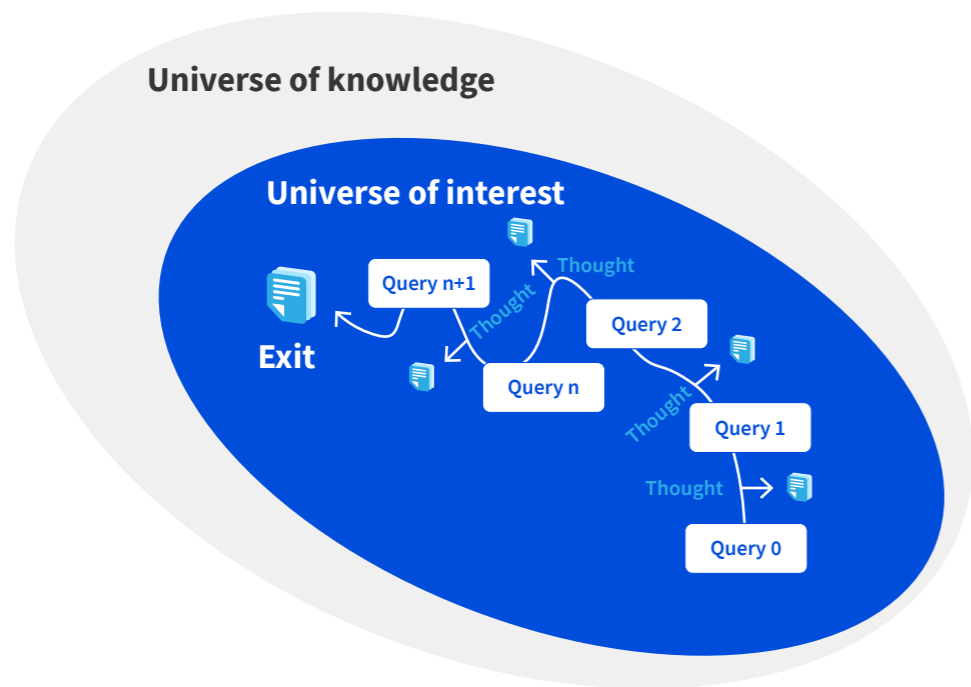 Universe of knowledge
Universe of interest
Thought
Query n+1
Thought
Query 2
Exit
Query n
Thought
Query 1
Thought
Query 0